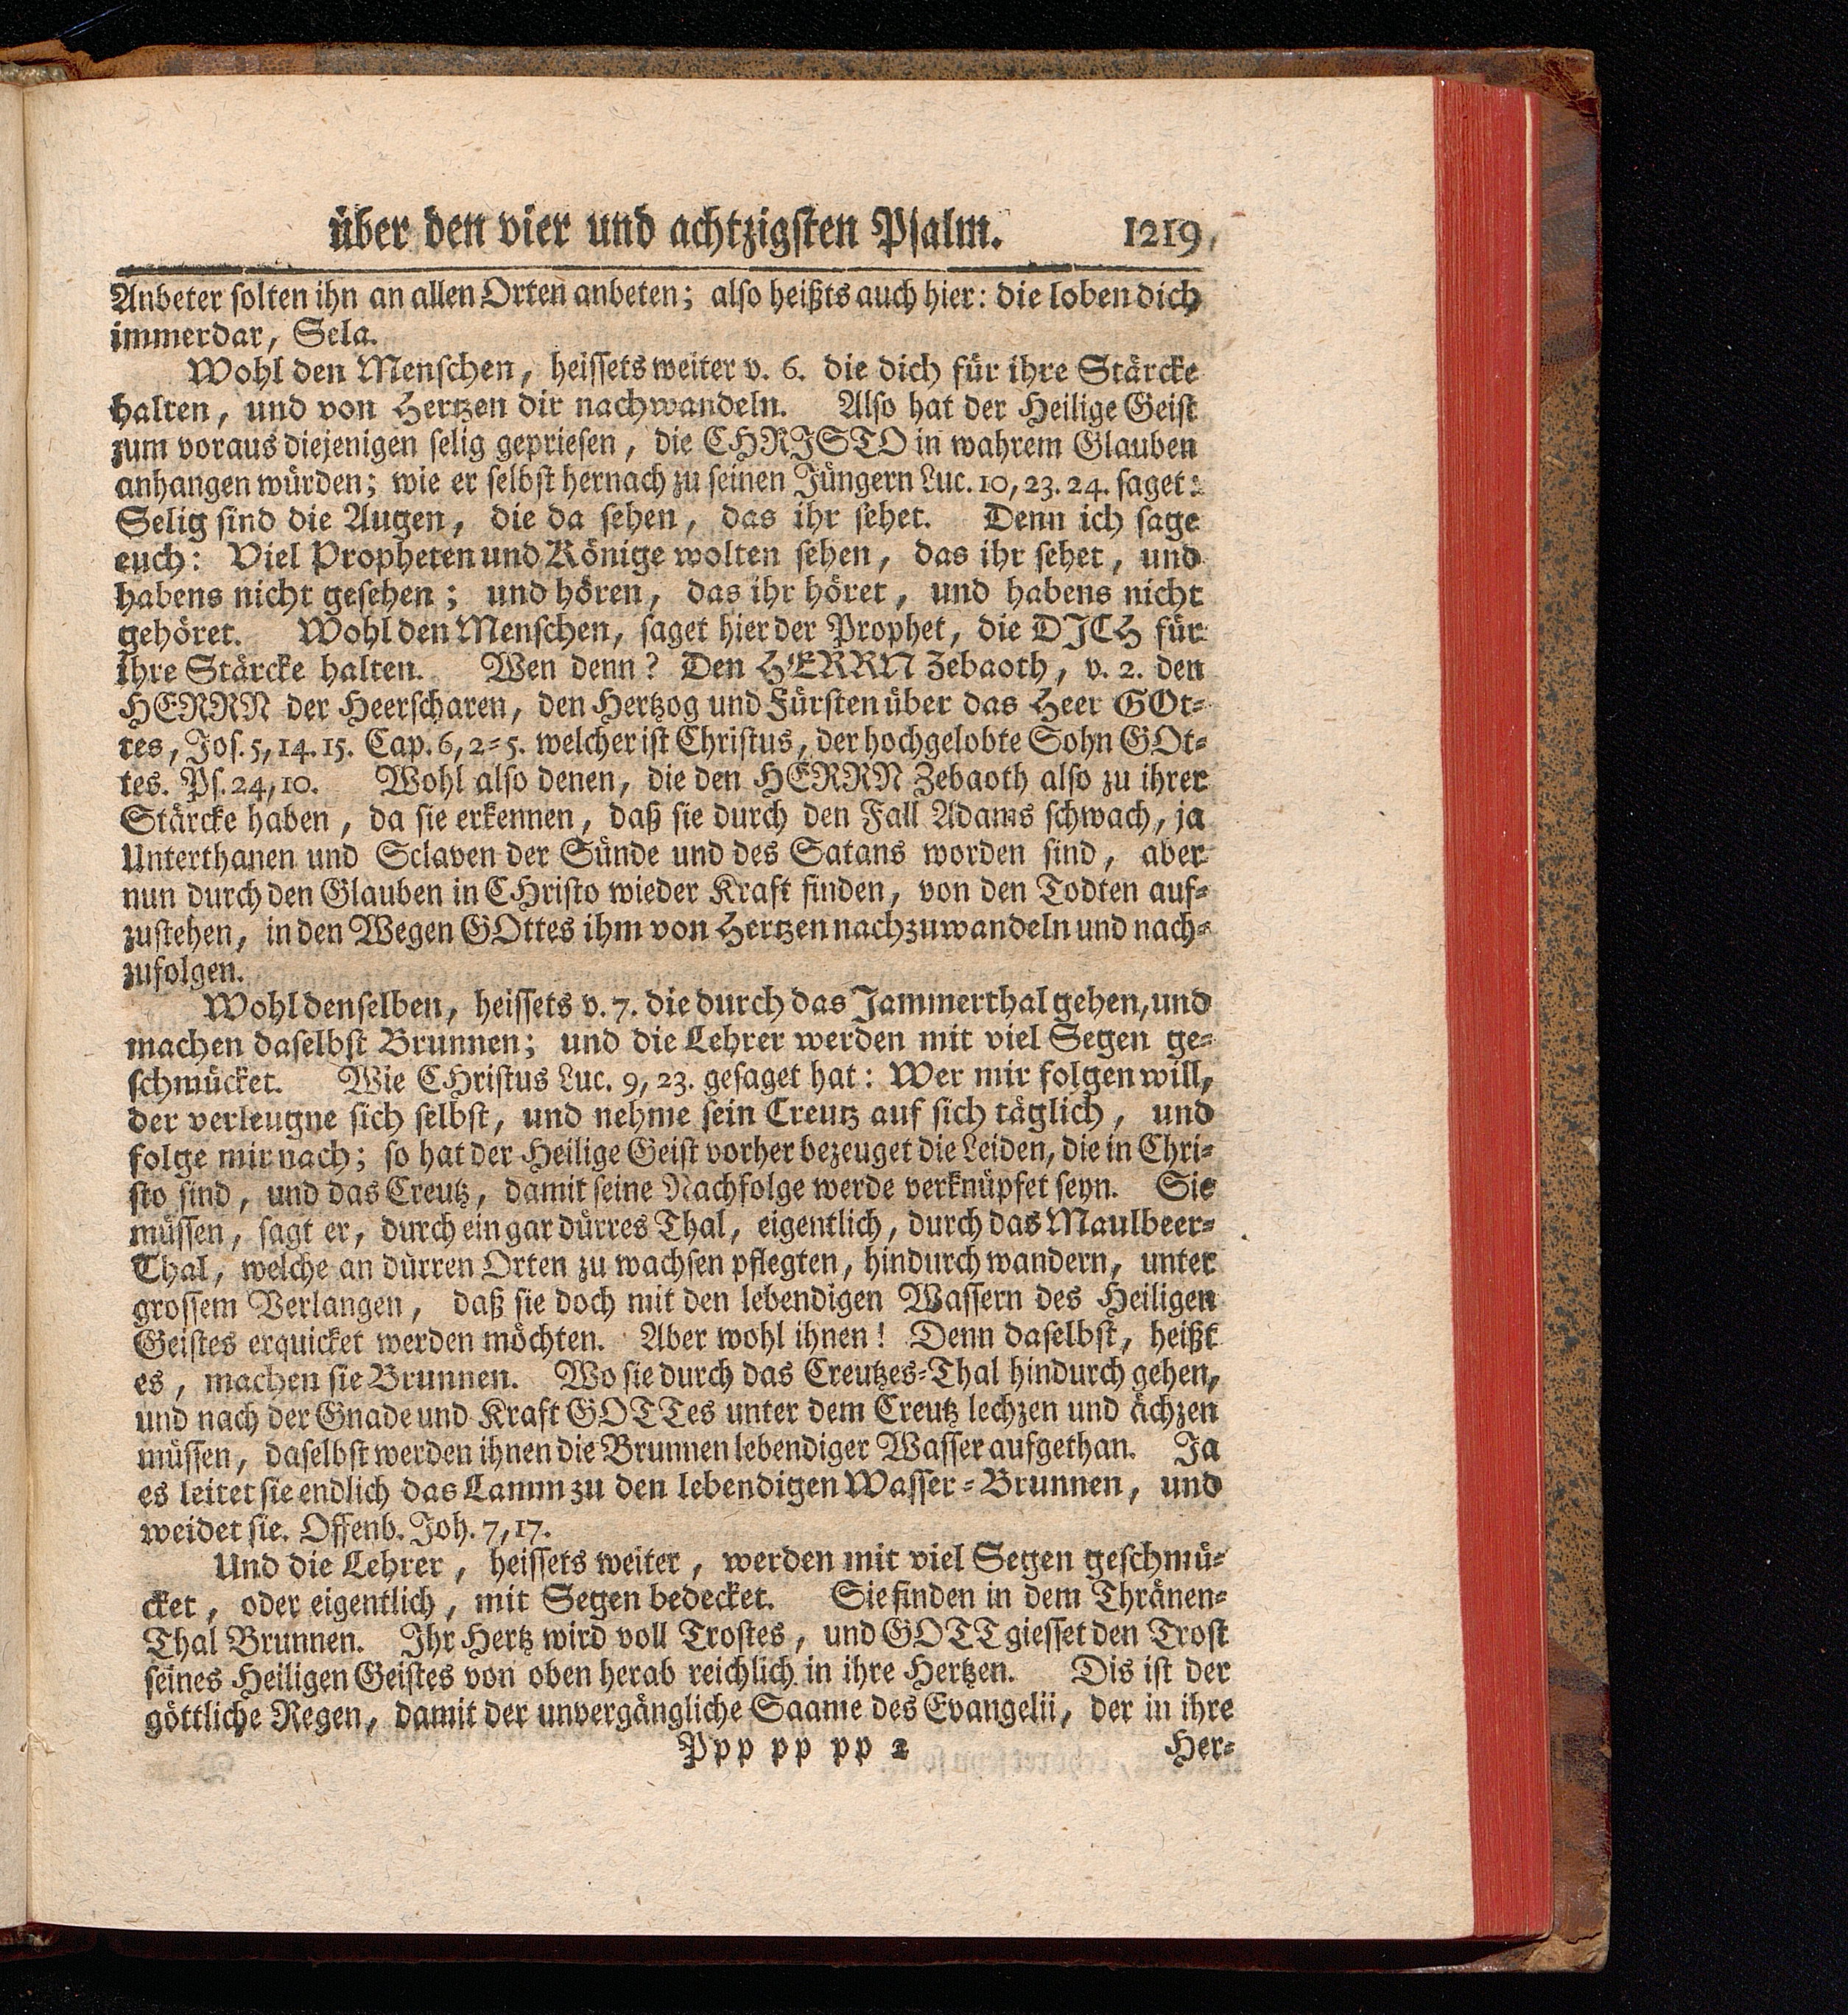 über den vier und achtzigsten Psalm. 1219
Anbeter solten ihn an allen Orten anbeten; also heißts auch hier: die loben dich
immerdar, Sela.
Wohl den Menschen, heissets weiter v. 6. die dich für ihre Stärcke
halten, und von Hertzen dir nachwandeln. Also hat der Heilige Geist
zum voraus diejenigen selig gepriesen, die CHRISTO in wahrem Glauben
anhangen würden; wie er selbst hernach zu seinen Jüngern Luc. 10, 23. 24. saget:
Selig sind die Augen, die da sehen, das ihr sehet. Denn ich sage
euch: Viel Propheten und Könige wolten sehen, das ihr sehet, und
habens nicht gesehen; und hören, das ihr höret, und habens nicht
gehöret. Wohl den Menschen, saget hier der Prophet, die DICH für
ihre Stärcke halten. Wen denn? Den HERRN Zebaoth, v. 2. den
HERRN der Heerscharen, den Hertzog und Fürsten über das Heer GOt-
tes, Jos. 5, 14. 15. Cap. 6, 2-5. welcher ist Christus, der hochgelobte Sohn GOt-
tes. Ps. 24, 10. Wohl also denen, die den HERRN Zebaoth also zu ihrer
Stärcke haben, da sie erkennen, daß sie durch den Fall Adams schwach, ja
Unterthanen und Sclaven der Sünde und des Satans worden sind, aber
nun durch den Glauben in CHristo wieder Kraft finden, von den Todten auf-
zustehen, in den Wegen GOttes ihm von Hertzen nachzuwandeln und nach-
zufolgen.
Wohl denselben, heissets v. 7. die durch das Jammerthal gehen, und
machen daselbst Brunnen; und die Lehrer werden mit viel Segen ge-
schmücket. Wie CHristus Luc. 9, 23. gesaget hat: Wer mir folgen will,
der verleugne sich selbst, und nehme sein Creutz auf sich täglich, und
folge mir nach; so hat der Heilige Geist vorher bezeuget die Leiden, die in Chri-
sto sind, und das Creutz, damit seine Nachfolge werde verknüpfet seyn. Sie
müssen, sagt er, durch ein gar dürres Thal, eigentlich, durch das Maulbeer-
Thal, welche an dürren Orten zu wachsen pflegten, hindurch wandern, unter
grossem Verlangen, daß sie doch mit den lebendigen Wassern des Heiligen
Geistes erquicket werden möchten. Aber wohl ihnen! Denn daselbst, heißt
es, machen sie Brunnen. Wo sie durch das Creutzes-Thal hindurch gehen,
und nach der Gnade und Kraft GOTTes unter dem Creutz lechzen und ächzen
müssen, daselbst werden ihnen die Brunnen lebendiger Wasser aufgethan. Ja
es leitet sie endlich das Lamm zu den lebendigen Wasser-Brunnen, und
weidet sie. Offenb. Joh. 7, 17.
Und die Lehrer, heissets weiter, werden mit viel Segen geschmü-
cket, oder eigentlich, mit Segen bedecket. Sie finden in dem Thränen-
Thal Brunnen. Ihr Hertz wird voll Trostes, und GOTT giesset den Trost
seines Heiligen Geistes von oben herab reichlich in ihre Hertzen. Dis ist der
göttliche Regen, damit der unvergängliche Saame des Evangelii, der in ihre
Ppp pp pp 2 Her-